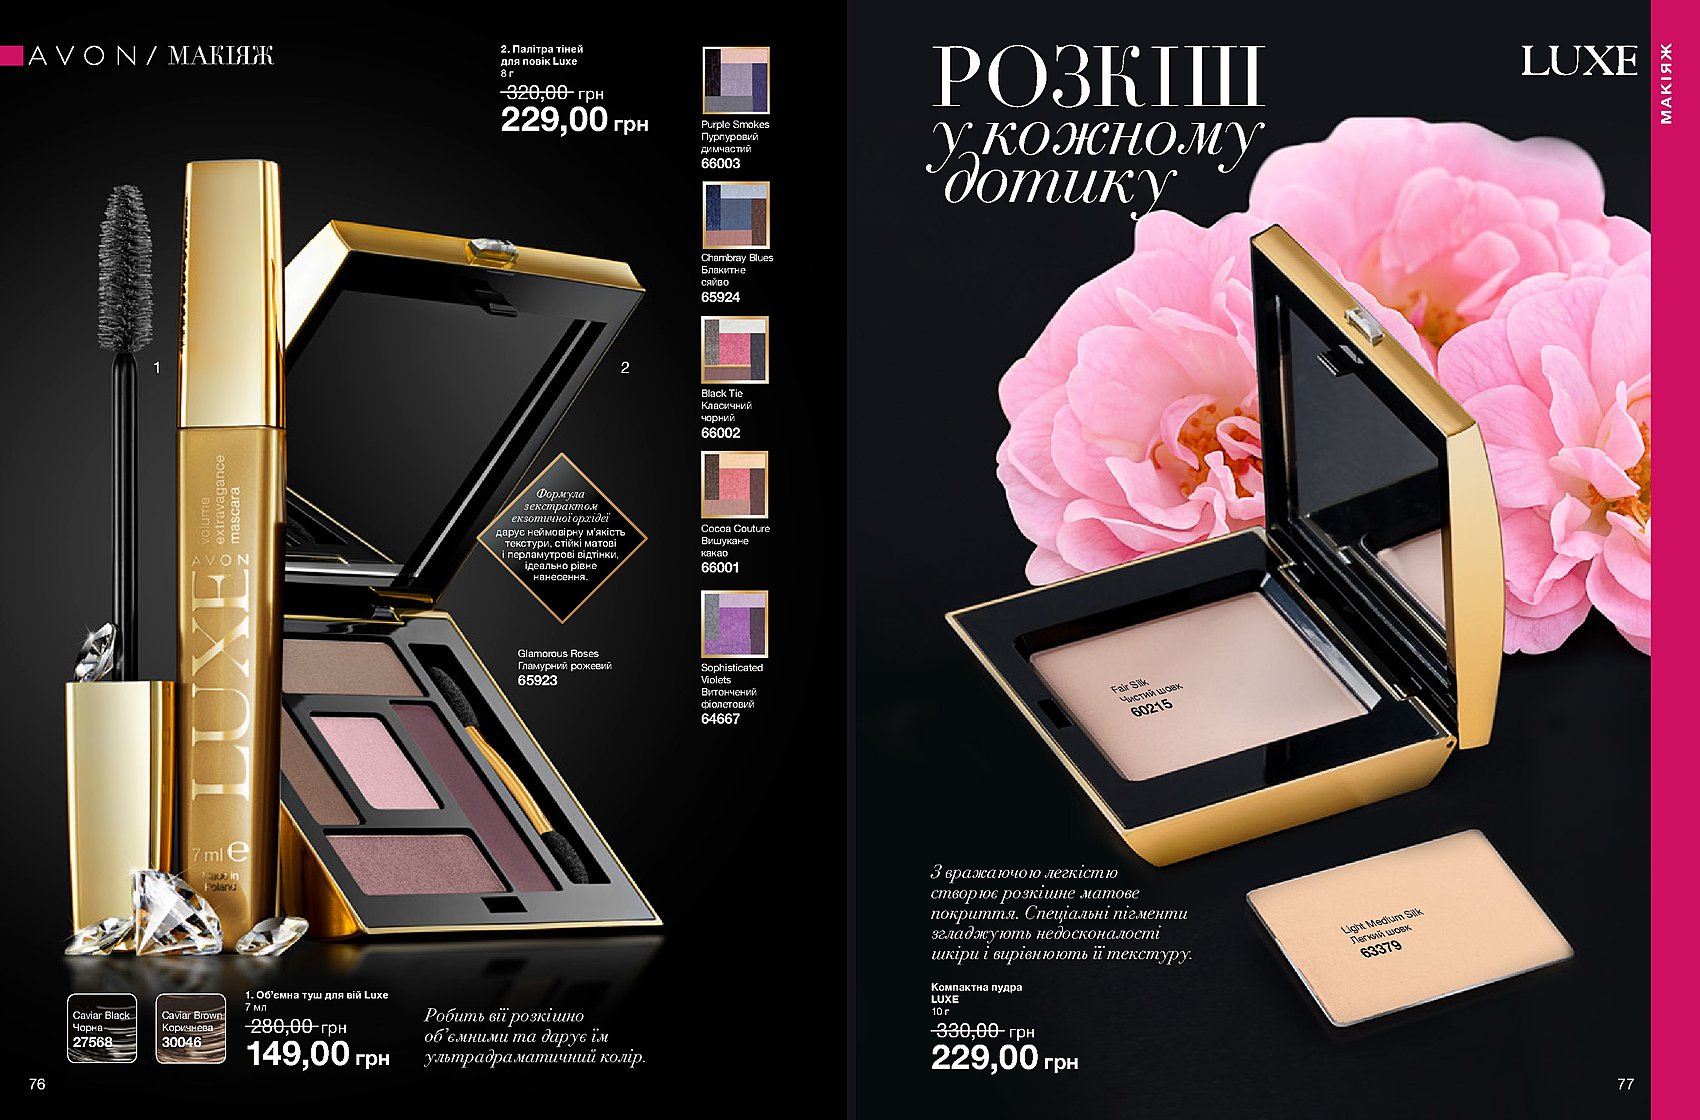 AVON / МАКІЯЖ
2. Палітра тіней
для повік Luxe
8 г
320,00 грн
229,00 грн
Purple Smokes
Пурпуровий
димчастий
66003
Chambray Blues
Блакитне
сяйво
65924
Black Tie
Класичний
чорний
66002
Cocoa Couture
Вишукане
какао
66001
Sophisticated
Violets
Витончений
фіолетовий
64667
1
2
Формула
з екстрактом
екзотичної орхідеї
дарує неймовірну м'якість
текстури, стійкі матові
і перламутрові відтінки,
ідеально рівне
нанесення.
Glamorous Roses
Гламурний рожевий
65923
volume
extravagance
mascara
AVON
LUXE
7 ml e
Made in
Poland
Caviar Black
Чорна
27568
Caviar Brown
Коричнева
30046
1. Об'ємна туш для вій Luxe
7 мл
280,00 грн
149,00 грн
Робить вії розкішно
об'ємними та дарує їм
ультрадраматичний колір.
76
РОЗКІШ
у кожному
дотику
LUXE
МАКІЯЖ
Fair Silk
Чистий шовк
60215
Light Medium Silk
Легкий шовк
63379
З вражаючою легкістю
створює розкішне матове
покриття. Спеціальні пігменти
згладжують недосконалості
шкіри і вирівнюють її текстуру.
Компактна пудра
LUXE
10 г
330,00 грн
229,00 грн
77